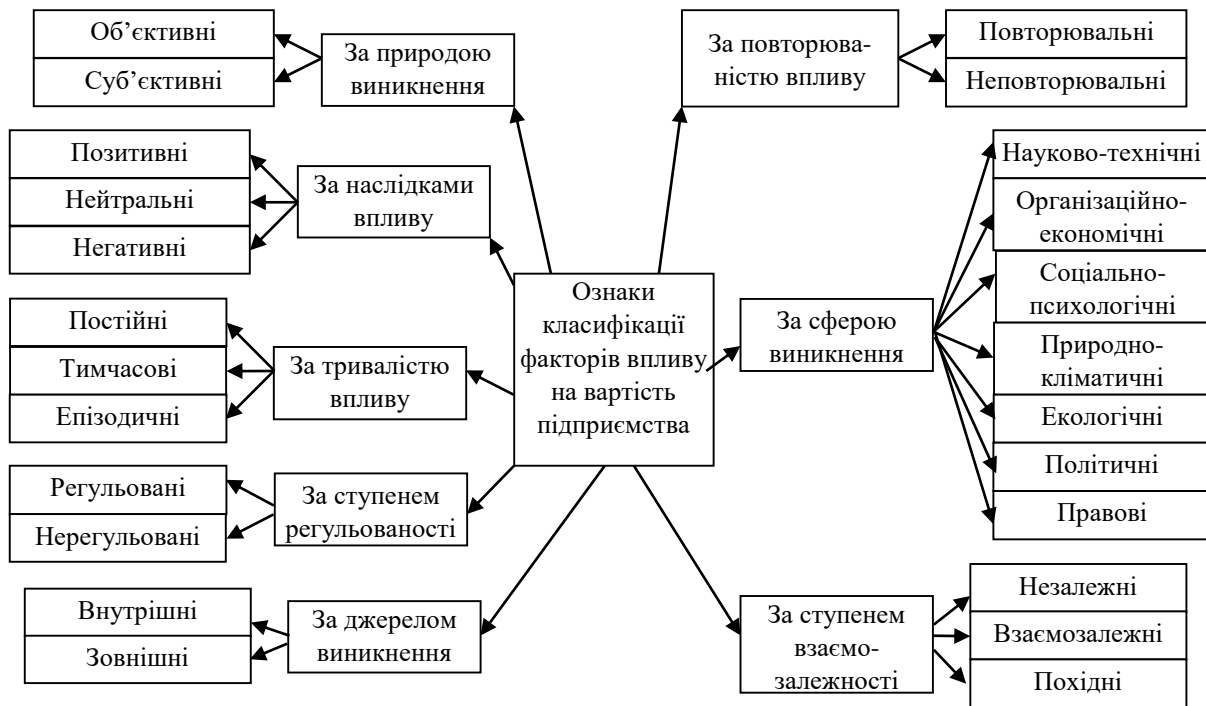 Об’єктивні
Суб’єктивні
За природою
виникнення
За повторюва-
ністю впливу
Повторювальні
Неповторювальні
Позитивні
Нейтральні
Негативні
За наслідками
впливу
Науково-технічні
Організаційно-
економічні
Соціально-
психологічні
Природно-
кліматичні
Екологічні
Політичні
Правові
Ознаки
класифікації
факторів впливу
на вартість
підприємства
За сферою
виникнення
Постійні
Тимчасові
Епізодичні
За тривалістю
впливу
Регульовані
Нерегульовані
За ступенем
регульованості
Внутрішні
Зовнішні
За джерелом
виникнення
За ступенем
взаємо-
залежності
Незалежні
Взаємозалежні
Похідні